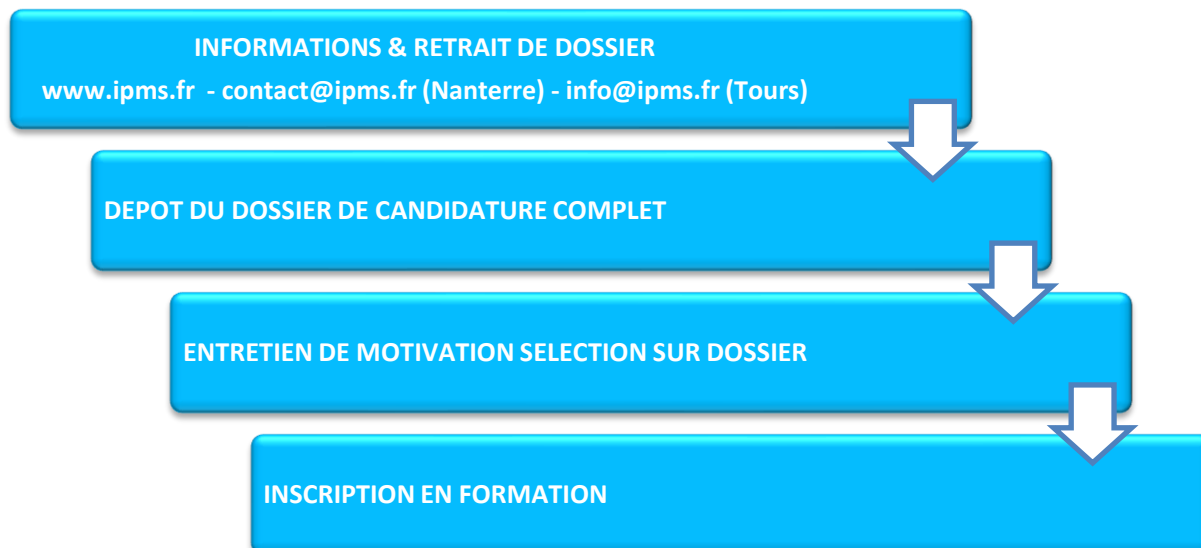 INFORMATIONS & RETRAIT DE DOSSIER
www.ipms.fr - contact@ipms.fr (Nanterre) - info@ipms.fr (Tours)
DEPOT DU DOSSIER DE CANDIDATURE COMPLET
ENTRETIEN DE MOTIVATION SELECTION SUR DOSSIER
INSCRIPTION EN FORMATION